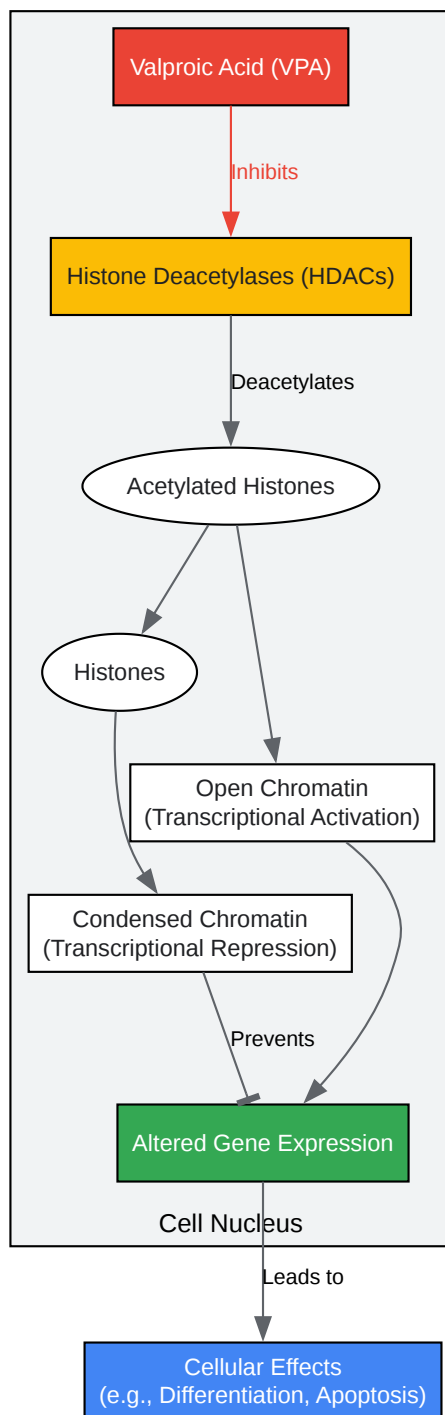 Valproic Acid (VPA)
Inhibits
Histone Deacetylases (HDACs)
Deacetylates
Acetylated Histones
Histones
Open Chromatin
(Transcriptional Activation)
Condensed Chromatin
(Transcriptional Repression)
Prevents
Altered Gene Expression
Cell Nucleus
Leads to
Cellular Effects
(e.g., Differentiation, Apoptosis)